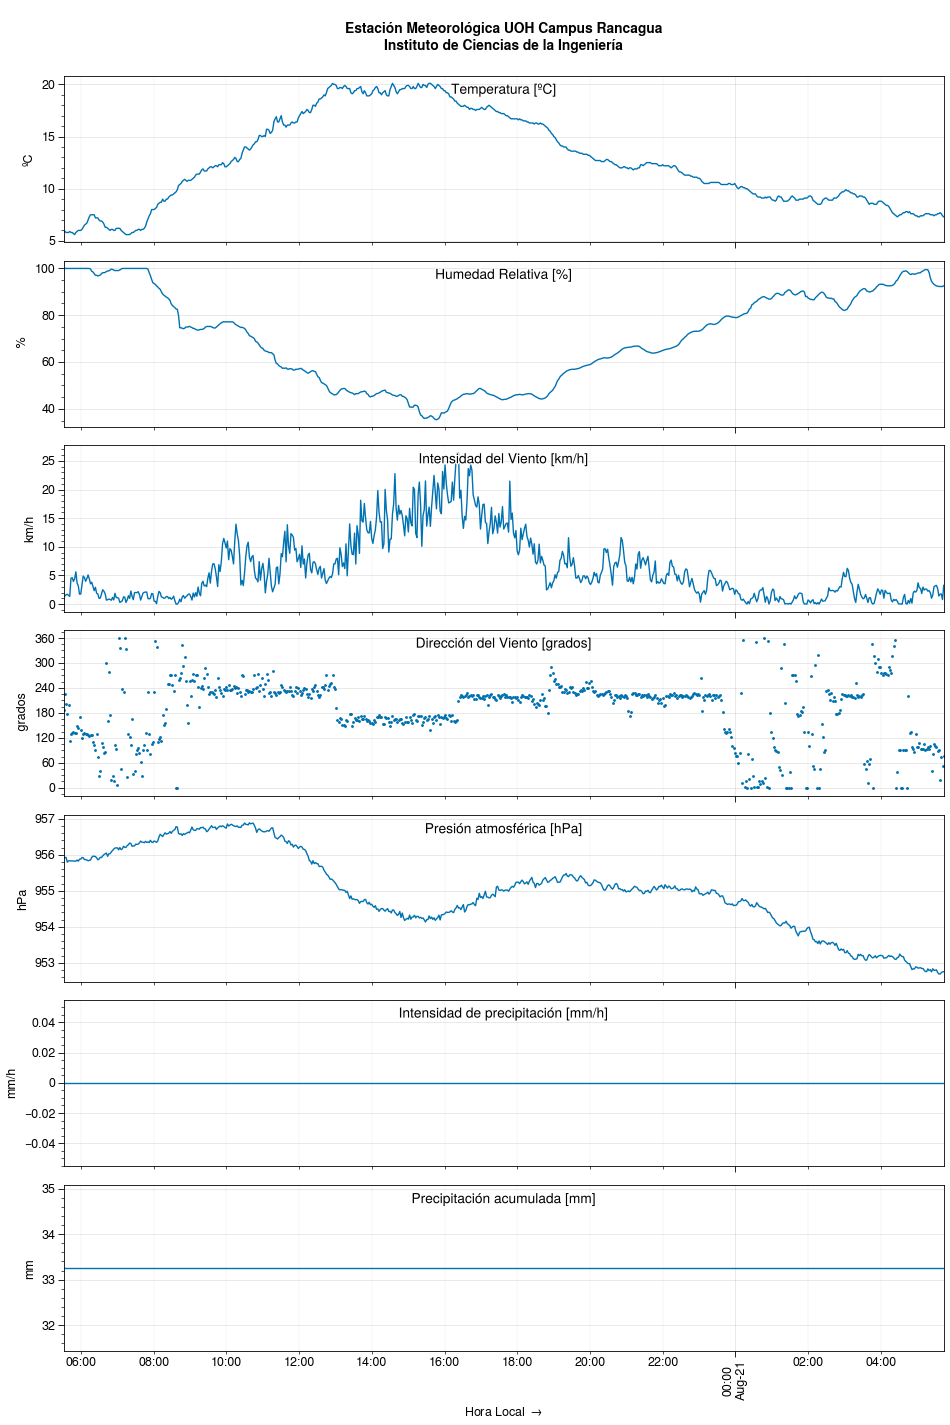 Estación Meteorológica UOH Campus Rancagua
Instituto de Ciencias de la Ingeniería
Temperatura [ºC]
20
15
10
5
ºC
Humedad Relativa [%]
100
80
60
40
%
Intensidad del Viento [km/h]
25
20
15
10
5
0
km/h
Dirección del Viento [grados]
360
300
240
180
120
60
0
grados
Presión atmosférica [hPa]
957
956
955
954
953
hPa
Intensidad de precipitación [mm/h]
0.04
0.02
0
−0.02
−0.04
mm/h
Precipitación acumulada [mm]
35
34
33
32
mm
06:00 08:00 10:00 12:00 14:00 16:00 18:00 20:00 22:00 00:00 02:00 04:00
Aug-21
Hora Local →